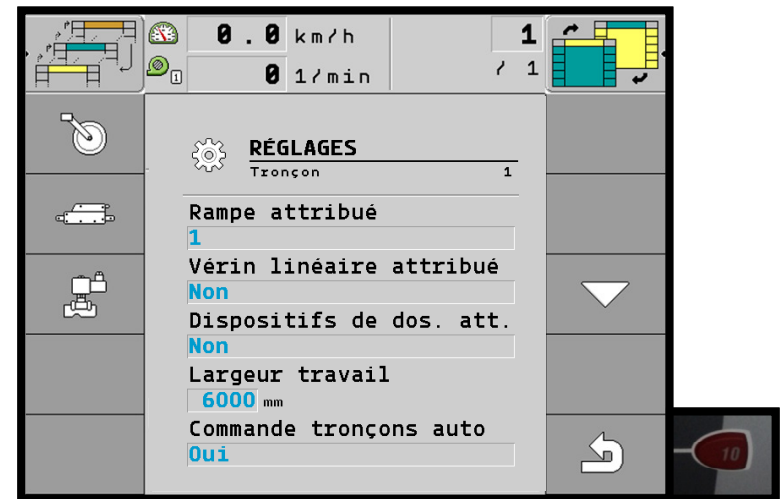 0.0 km/h
1
1
0 1/min
/ 1
RÉGLAGES
Tronçon 1
Rampe attribué
1
Vérin linéaire attribué
Non
Dispositifs de dos. att.
Non
Largeur travail
6000 mm
Commande tronçons auto
Oui
10